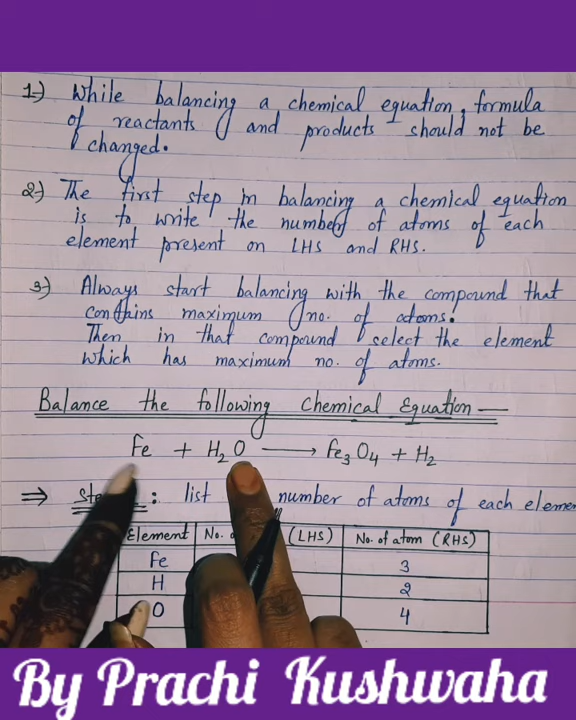 1.) While balancing a chemical equation, formula
of reactants and products should not be
changed.
2.) The first step in balancing a chemical equation
is to write the number of atoms of each
element present on LHS and RHS.
3.) Always start balancing with the compound that
conthins maximum no. of atoms.
Then in that compound select the element
which has maximum no. of atoms.
Balance the following Chemical Equation —
Fe + H₂O ⟶ Fe₃O₄ + H₂
⇒ : list number of atoms of each
Element No. (LHS) No. of atom (RHS)
Fe 3
H 2
O 4
By Prachi Kushwaha